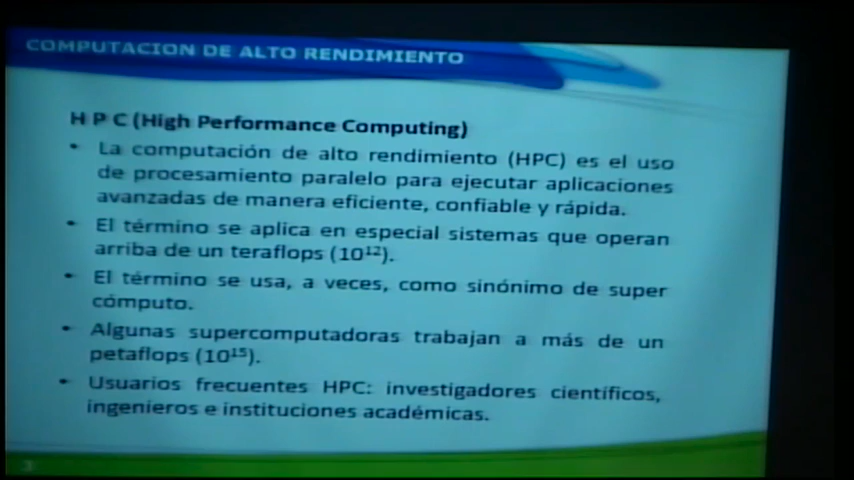 COMPUTACION DE ALTO RENDIMIENTO
H P C (High Performance Computing)
• La computación de alto rendimiento (HPC) es el uso
de procesamiento paralelo para ejecutar aplicaciones
avanzadas de manera eficiente, confiable y rápida.
• El término se aplica en especial sistemas que operan
arriba de un teraflops (10¹²).
• El término se usa, a veces, como sinónimo de super
cómputo.
• Algunas supercomputadoras trabajan a más de un
petaflops (10¹⁵).
• Usuarios frecuentes HPC: investigadores científicos,
ingenieros e instituciones académicas.
3